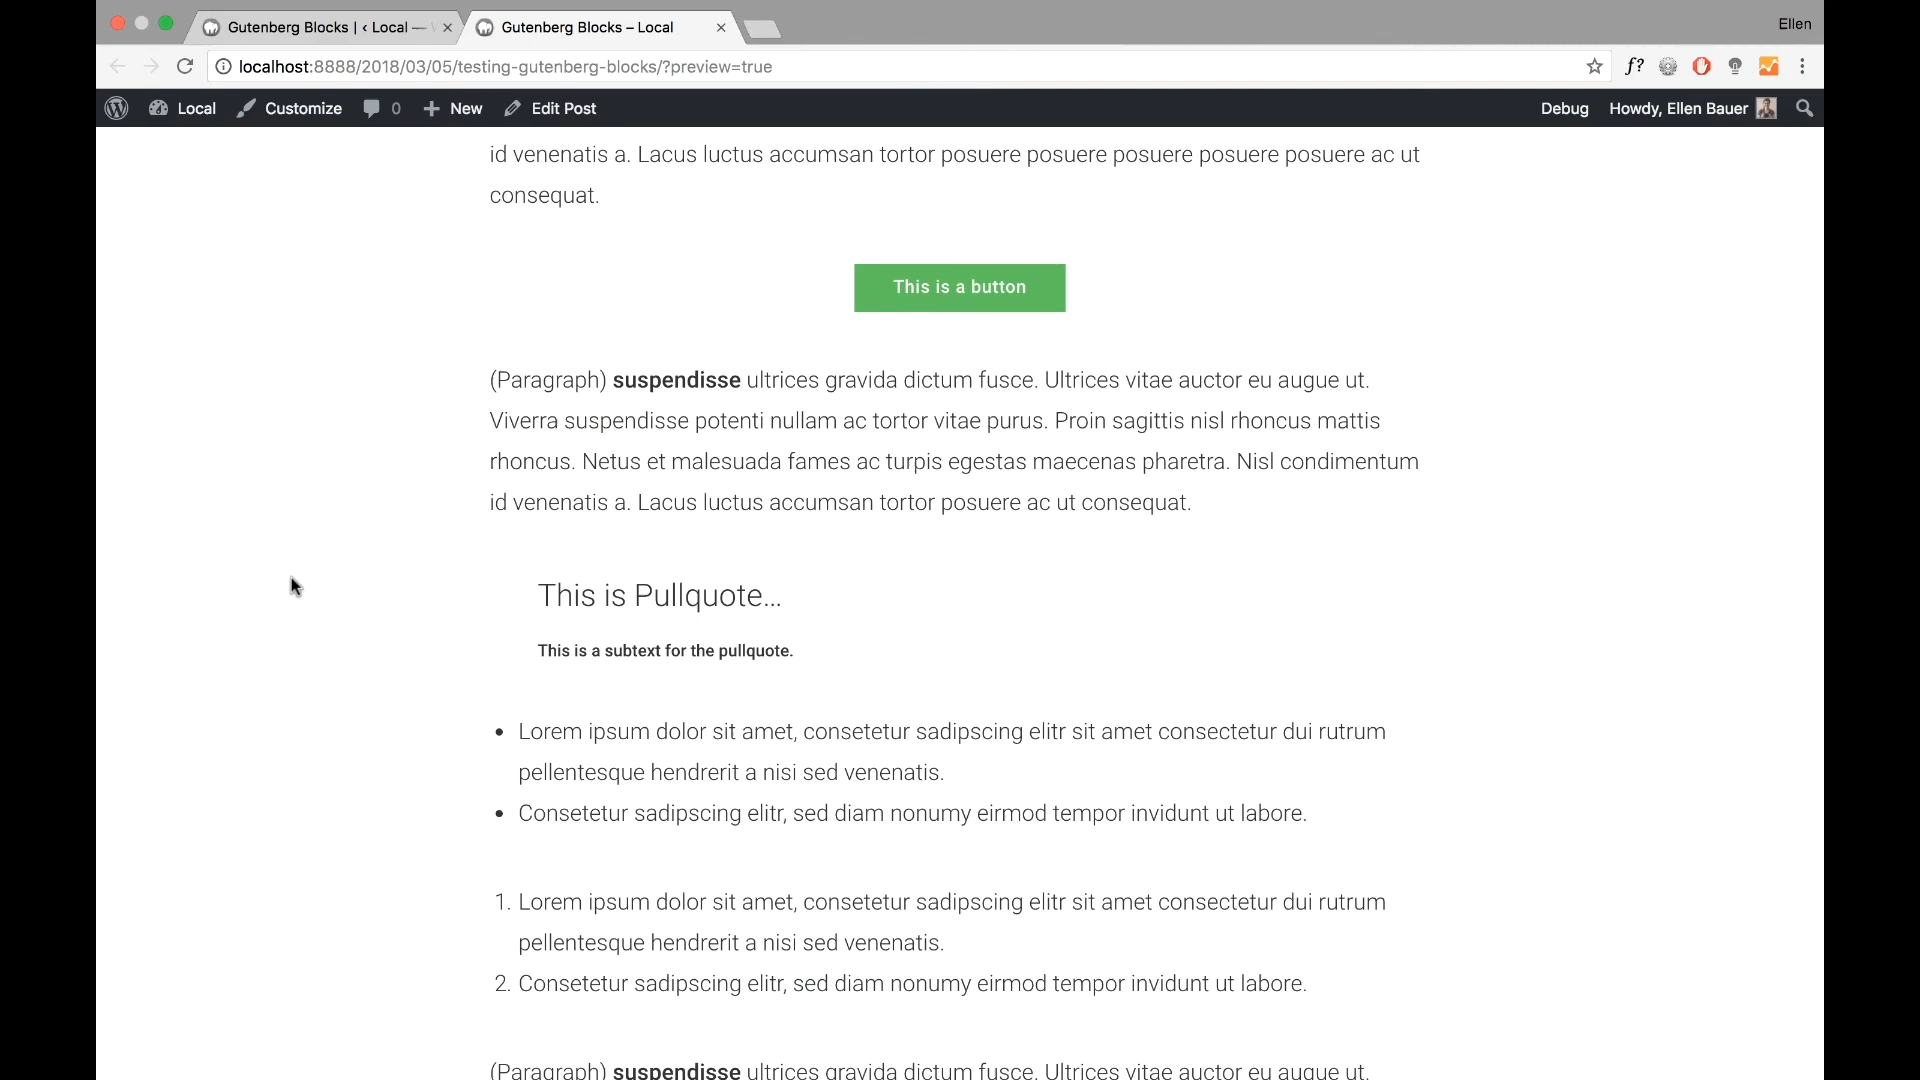 Gutenberg Blocks | ‹ Local —
Gutenberg Blocks – Local
Ellen
localhost:8888/2018/03/05/testing-gutenberg-blocks/?preview=true
f?
Local
Customize
0
New
Edit Post
Debug
Howdy, Ellen Bauer
id venenatis a. Lacus luctus accumsan tortor posuere posuere posuere posuere posuere ac ut
consequat.
This is a button
(Paragraph) suspendisse ultrices gravida dictum fusce. Ultrices vitae auctor eu augue ut.
Viverra suspendisse potenti nullam ac tortor vitae purus. Proin sagittis nisl rhoncus mattis
rhoncus. Netus et malesuada fames ac turpis egestas maecenas pharetra. Nisl condimentum
id venenatis a. Lacus luctus accumsan tortor posuere ac ut consequat.
This is Pullquote...
This is a subtext for the pullquote.
• Lorem ipsum dolor sit amet, consetetur sadipscing elitr sit amet consectetur dui rutrum
pellentesque hendrerit a nisi sed venenatis.
• Consetetur sadipscing elitr, sed diam nonumy eirmod tempor invidunt ut labore.
1. Lorem ipsum dolor sit amet, consetetur sadipscing elitr sit amet consectetur dui rutrum
pellentesque hendrerit a nisi sed venenatis.
2. Consetetur sadipscing elitr, sed diam nonumy eirmod tempor invidunt ut labore.
(Paragraph) suspendisse ultrices gravida dictum fusce. Ultrices vitae auctor eu augue ut.